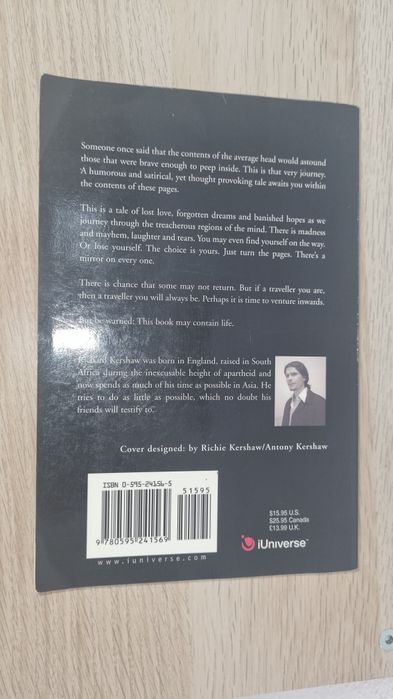 Someone once said that the contents of the average head would astound
those that were brave enough to peep inside. This is that very journey.
A humorous and satirical, yet thought provoking tale awaits you within
the contents of these pages.
This is a tale of lost love, forgotten dreams and banished hopes as we
journey through the treacherous regions of the mind. There is madness
and mayhem, laughter and tears. You may even find yourself on the way.
Or lose yourself. The choice is yours. Just turn the pages. There's a
mirror on every one.
There is chance that some may not return. But if a traveller you are,
then a traveller you will always be. Perhaps it is time to venture inwards.
But be warned: This book may contain life.
Kershaw was born in England, raised in South
Africa during the inexcusable height of apartheid and
now spends as much of his time as possible in Asia. He
tries to do as little as possible, which no doubt his
friends will testify to.
Cover designed: by Richie Kershaw/Antony Kershaw
ISBN 0-595-24156-5
51595
9 780595 241569
www.iuniverse.com
$15.95 U.S.
$25.95 Canada
£13.99 U.K.
iUniverse™